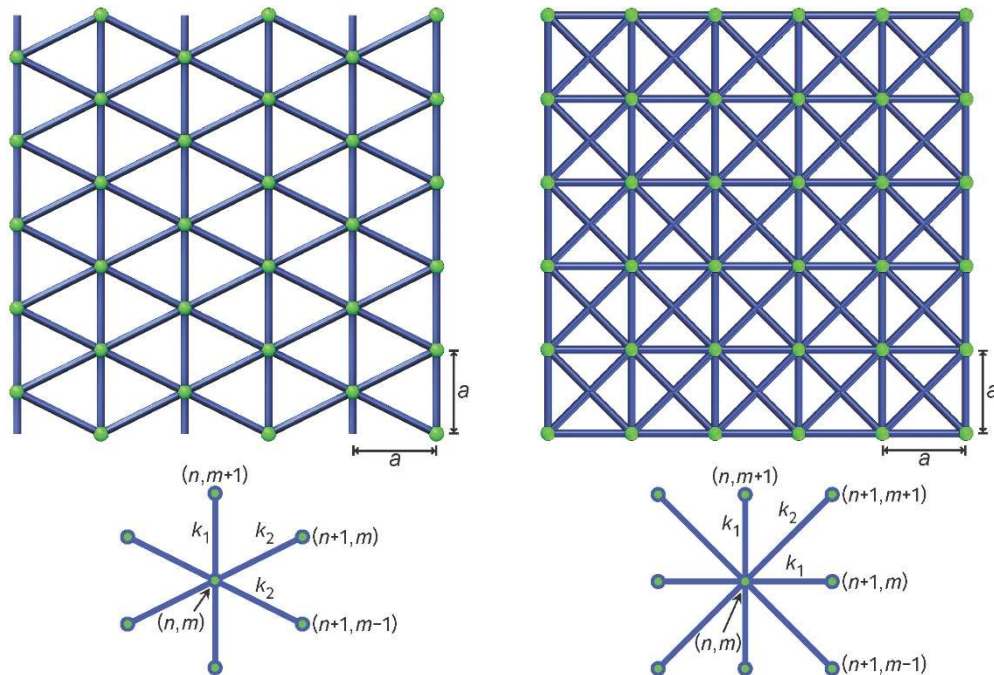 a
a
a
a
(n,m+1)
k1
k2
(n+1,m)
k2
(n,m)
(n+1,m−1)
(n,m+1)
(n+1,m+1)
k1
k2
k1
(n+1,m)
(n,m)
(n+1,m−1)